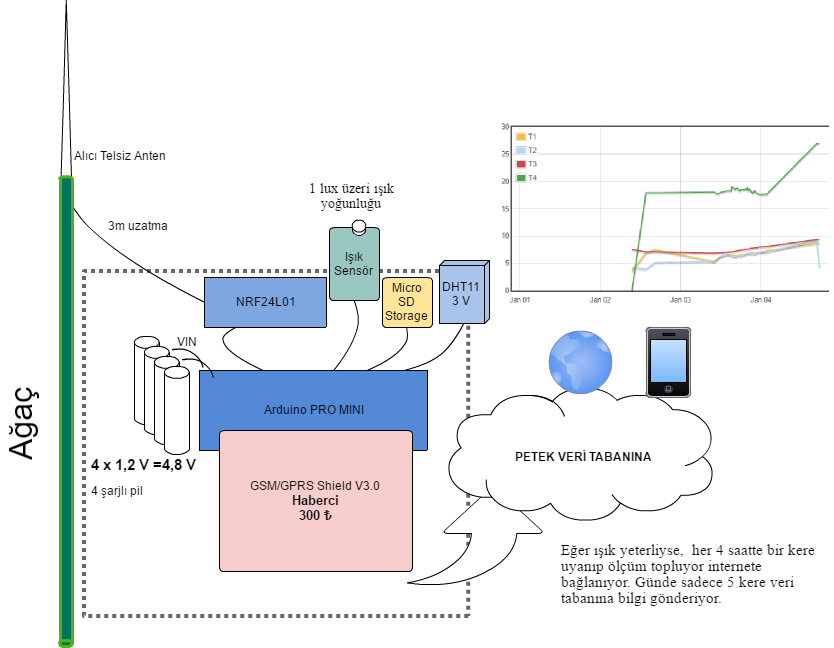 Alıcı Telsiz Anten
3m uzatma
1 lux üzeri ışık
yoğunluğu
Işık
Sensör
NRF24L01
Micro
SD
Storage
DHT11
3 V
VIN
Arduino PRO MINI
Ağaç
4 x 1,2 V =4,8 V
4 şarjlı pil
GSM/GPRS Shield V3.0
Haberci
300 ₺
30
25
20
15
10
5
0
T1
T2
T3
T4
Jan 01
Jan 02
Jan 03
Jan 04
PETEK VERİ TABANINA
Eğer ışık yeterliyse, her 4 saatte bir kere
uyanıp ölçüm topluyor internete
bağlanıyor. Günde sadece 5 kere veri
tabanına bilgi gönderiyor.